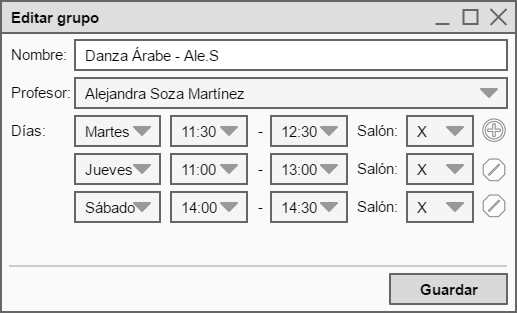 Editar grupo
Nombre: Danza Árabe - Ale.S
Profesor: Alejandra Soza Martínez
Días: Martes 11:30 - 12:30 Salón: X
Jueves 11:00 - 13:00 Salón: X
Sábado 14:00 - 14:30 Salón: X
Guardar